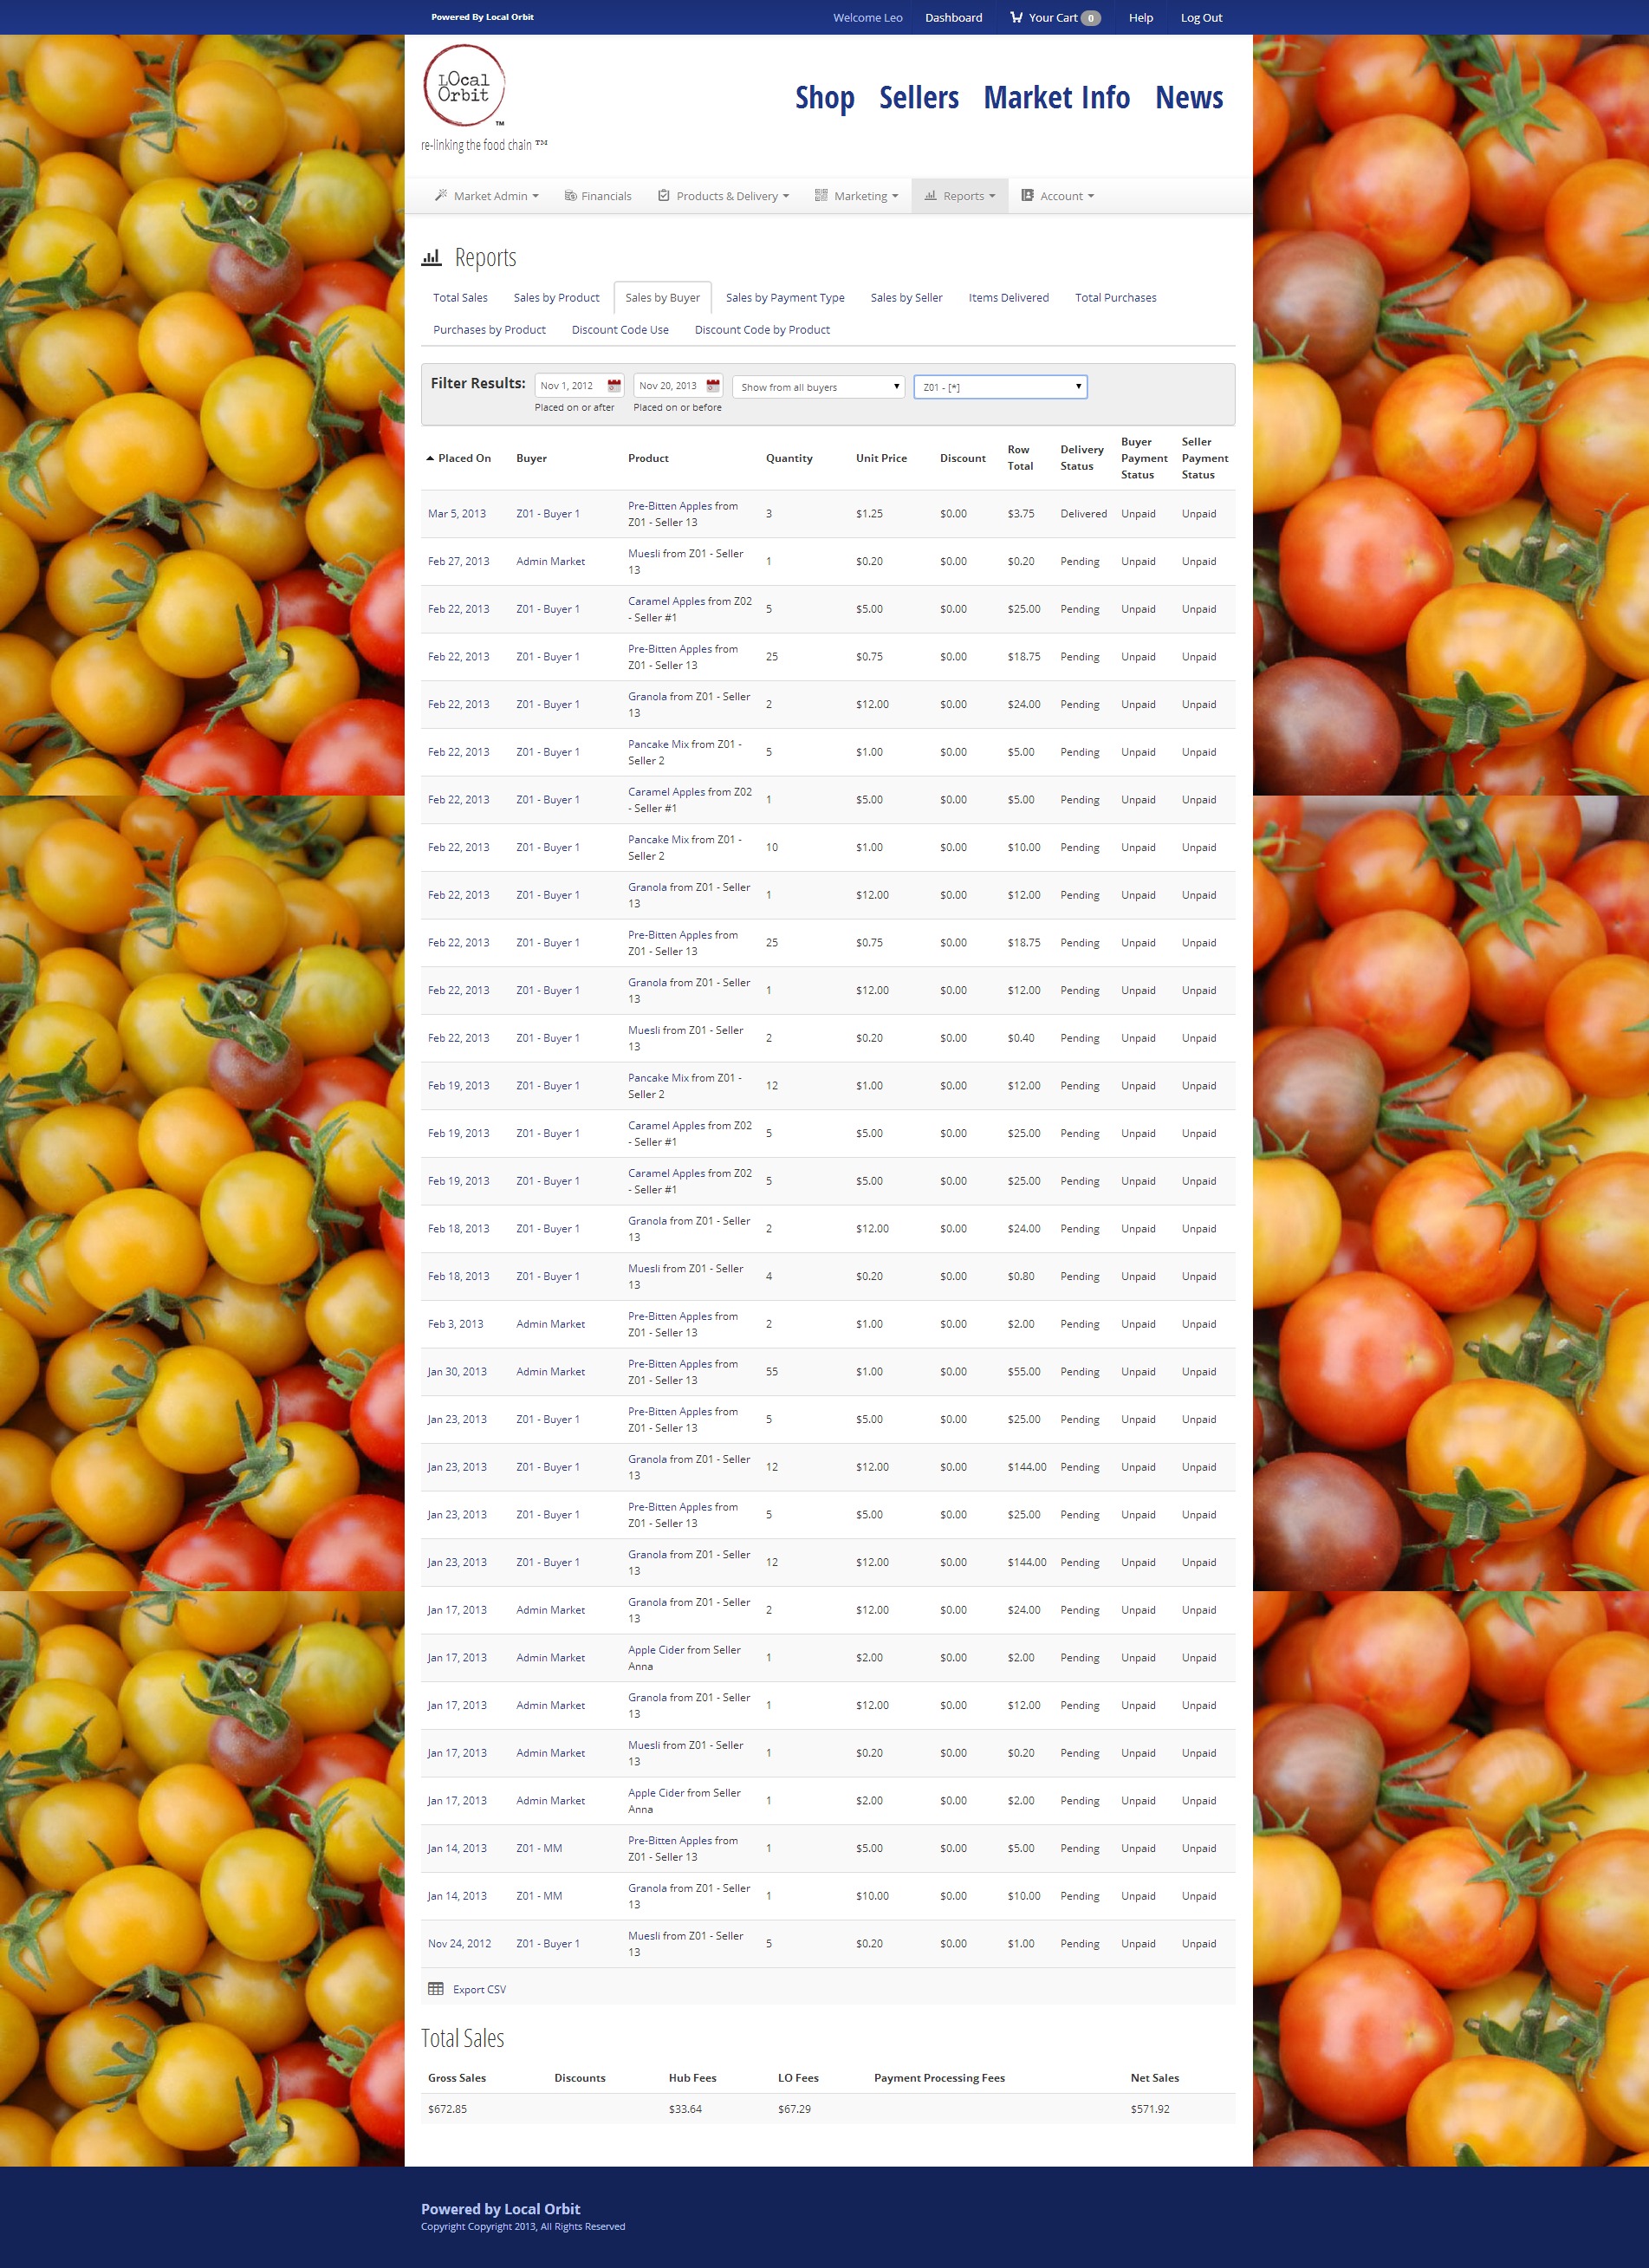 Powered By Local Orbit
Welcome Leo Dashboard Your Cart 0 Help Log Out
LOcal
Orbit
TM
re-linking the food chain ™
Shop Sellers Market Info News
Market Admin Financials Products & Delivery Marketing Reports Account
Reports
Total Sales Sales by Product Sales by Buyer Sales by Payment Type Sales by Seller Items Delivered Total Purchases
Purchases by Product Discount Code Use Discount Code by Product
Filter Results: Nov 1, 2012 Nov 20, 2013 Show from all buyers Z01 - [*]
Placed on or after Placed on or before
Placed On Buyer Product Quantity Unit Price Discount Row Total Delivery Status Buyer Payment Status Seller Payment Status
Mar 5, 2013 Z01 - Buyer 1 Pre-Bitten Apples from Z01 - Seller 13 3 $1.25 $0.00 $3.75 Delivered Unpaid Unpaid
Feb 27, 2013 Admin Market Muesli from Z01 - Seller 13 1 $0.20 $0.00 $0.20 Pending Unpaid Unpaid
Feb 22, 2013 Z01 - Buyer 1 Caramel Apples from Z02 - Seller #1 5 $5.00 $0.00 $25.00 Pending Unpaid Unpaid
Feb 22, 2013 Z01 - Buyer 1 Pre-Bitten Apples from Z01 - Seller 13 25 $0.75 $0.00 $18.75 Pending Unpaid Unpaid
Feb 22, 2013 Z01 - Buyer 1 Granola from Z01 - Seller 13 2 $12.00 $0.00 $24.00 Pending Unpaid Unpaid
Feb 22, 2013 Z01 - Buyer 1 Pancake Mix from Z01 - Seller 2 5 $1.00 $0.00 $5.00 Pending Unpaid Unpaid
Feb 22, 2013 Z01 - Buyer 1 Caramel Apples from Z02 - Seller #1 1 $5.00 $0.00 $5.00 Pending Unpaid Unpaid
Feb 22, 2013 Z01 - Buyer 1 Pancake Mix from Z01 - Seller 2 10 $1.00 $0.00 $10.00 Pending Unpaid Unpaid
Feb 22, 2013 Z01 - Buyer 1 Granola from Z01 - Seller 13 1 $12.00 $0.00 $12.00 Pending Unpaid Unpaid
Feb 22, 2013 Z01 - Buyer 1 Pre-Bitten Apples from Z01 - Seller 13 25 $0.75 $0.00 $18.75 Pending Unpaid Unpaid
Feb 22, 2013 Z01 - Buyer 1 Granola from Z01 - Seller 13 1 $12.00 $0.00 $12.00 Pending Unpaid Unpaid
Feb 22, 2013 Z01 - Buyer 1 Muesli from Z01 - Seller 13 2 $0.20 $0.00 $0.40 Pending Unpaid Unpaid
Feb 19, 2013 Z01 - Buyer 1 Pancake Mix from Z01 - Seller 2 12 $1.00 $0.00 $12.00 Pending Unpaid Unpaid
Feb 19, 2013 Z01 - Buyer 1 Caramel Apples from Z02 - Seller #1 5 $5.00 $0.00 $25.00 Pending Unpaid Unpaid
Feb 19, 2013 Z01 - Buyer 1 Caramel Apples from Z02 - Seller #1 5 $5.00 $0.00 $25.00 Pending Unpaid Unpaid
Feb 18, 2013 Z01 - Buyer 1 Granola from Z01 - Seller 13 2 $12.00 $0.00 $24.00 Pending Unpaid Unpaid
Feb 18, 2013 Z01 - Buyer 1 Muesli from Z01 - Seller 13 4 $0.20 $0.00 $0.80 Pending Unpaid Unpaid
Feb 3, 2013 Admin Market Pre-Bitten Apples from Z01 - Seller 13 2 $1.00 $0.00 $2.00 Pending Unpaid Unpaid
Jan 30, 2013 Admin Market Pre-Bitten Apples from Z01 - Seller 13 55 $1.00 $0.00 $55.00 Pending Unpaid Unpaid
Jan 23, 2013 Z01 - Buyer 1 Pre-Bitten Apples from Z01 - Seller 13 5 $5.00 $0.00 $25.00 Pending Unpaid Unpaid
Jan 23, 2013 Z01 - Buyer 1 Granola from Z01 - Seller 13 12 $12.00 $0.00 $144.00 Pending Unpaid Unpaid
Jan 23, 2013 Z01 - Buyer 1 Pre-Bitten Apples from Z01 - Seller 13 5 $5.00 $0.00 $25.00 Pending Unpaid Unpaid
Jan 23, 2013 Z01 - Buyer 1 Granola from Z01 - Seller 13 12 $12.00 $0.00 $144.00 Pending Unpaid Unpaid
Jan 17, 2013 Admin Market Granola from Z01 - Seller 13 2 $12.00 $0.00 $24.00 Pending Unpaid Unpaid
Jan 17, 2013 Admin Market Apple Cider from Seller Anna 1 $2.00 $0.00 $2.00 Pending Unpaid Unpaid
Jan 17, 2013 Admin Market Granola from Z01 - Seller 13 1 $12.00 $0.00 $12.00 Pending Unpaid Unpaid
Jan 17, 2013 Admin Market Muesli from Z01 - Seller 13 1 $0.20 $0.00 $0.20 Pending Unpaid Unpaid
Jan 17, 2013 Admin Market Apple Cider from Seller Anna 1 $2.00 $0.00 $2.00 Pending Unpaid Unpaid
Jan 14, 2013 Z01 - MM Pre-Bitten Apples from Z01 - Seller 13 1 $5.00 $0.00 $5.00 Pending Unpaid Unpaid
Jan 14, 2013 Z01 - MM Granola from Z01 - Seller 13 1 $10.00 $0.00 $10.00 Pending Unpaid Unpaid
Nov 24, 2012 Z01 - Buyer 1 Muesli from Z01 - Seller 13 5 $0.20 $0.00 $1.00 Pending Unpaid Unpaid
Export CSV
Total Sales
Gross Sales Discounts Hub Fees LO Fees Payment Processing Fees Net Sales
$672.85 $33.64 $67.29 $571.92
Powered by Local Orbit
Copyright Copyright 2013, All Rights Reserved